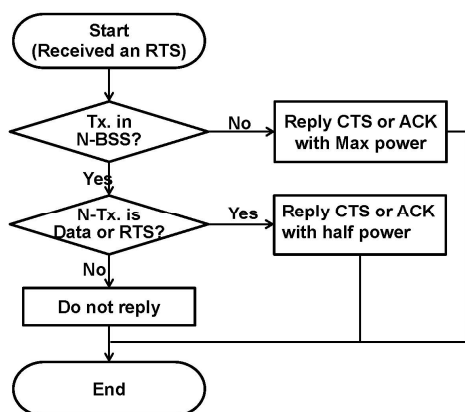 Start
(Received an RTS)
Tx. in
N-BSS?
No
Reply CTS or ACK
with Max power
Yes
N-Tx. is
Data or RTS?
Yes
Reply CTS or ACK
with half power
No
Do not reply
End